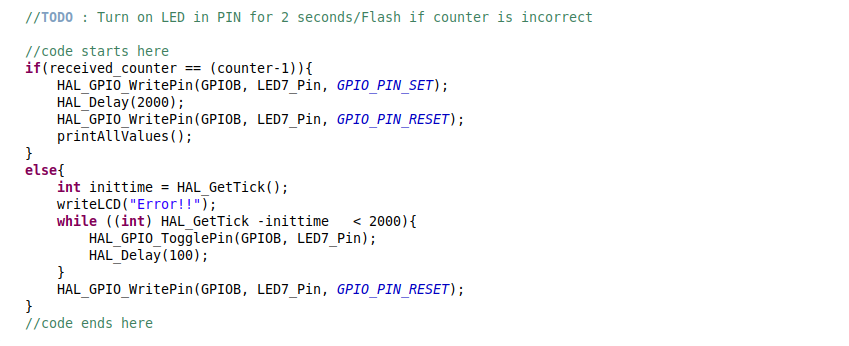 //TODO : Turn on LED in PIN for 2 seconds/Flash if counter is incorrect
//code starts here
if(received_counter == (counter-1)){
HAL_GPIO_WritePin(GPIOB, LED7_Pin, GPIO_PIN_SET);
HAL_Delay(2000);
HAL_GPIO_WritePin(GPIOB, LED7_Pin, GPIO_PIN_RESET);
printAllValues();
}
else{
int inittime = HAL_GetTick();
writeLCD("Error!!");
while ((int) HAL_GetTick -inittime   < 2000){
HAL_GPIO_TogglePin(GPIOB, LED7_Pin);
HAL_Delay(100);
}
HAL_GPIO_WritePin(GPIOB, LED7_Pin, GPIO_PIN_RESET);
}
//code ends here